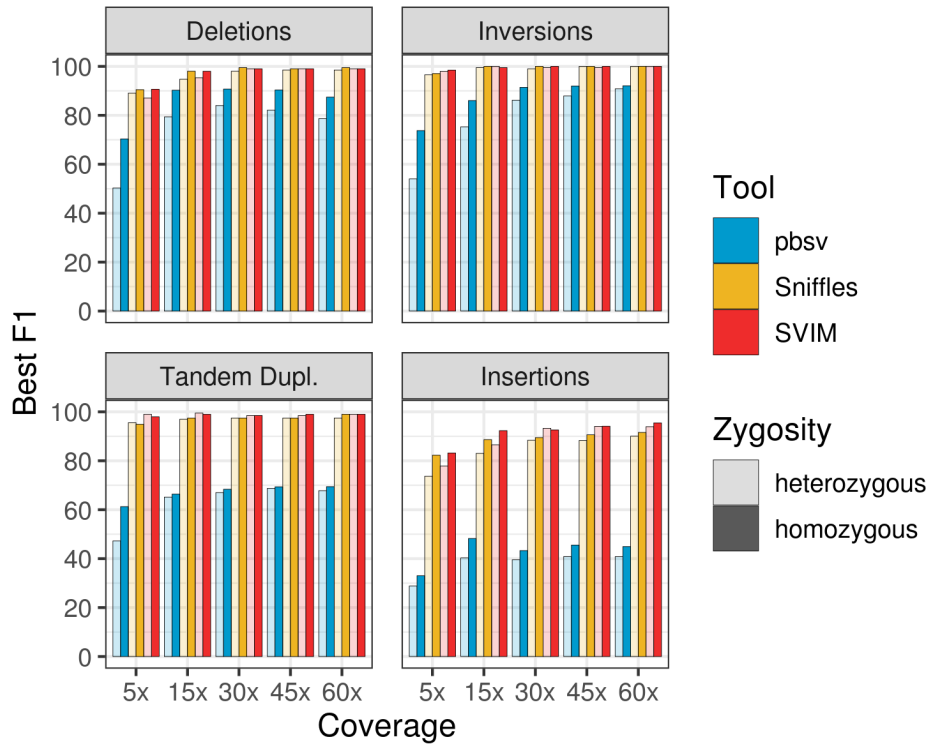 Deletions
Inversions
100
80
60
40
20
0
Tandem Dupl.
Insertions
100
80
60
40
20
0
5x 15x 30x 45x 60x
5x 15x 30x 45x 60x
Coverage
Best F1
Tool
pbsv
Sniffles
SVIM
Zygosity
heterozygous
homozygous